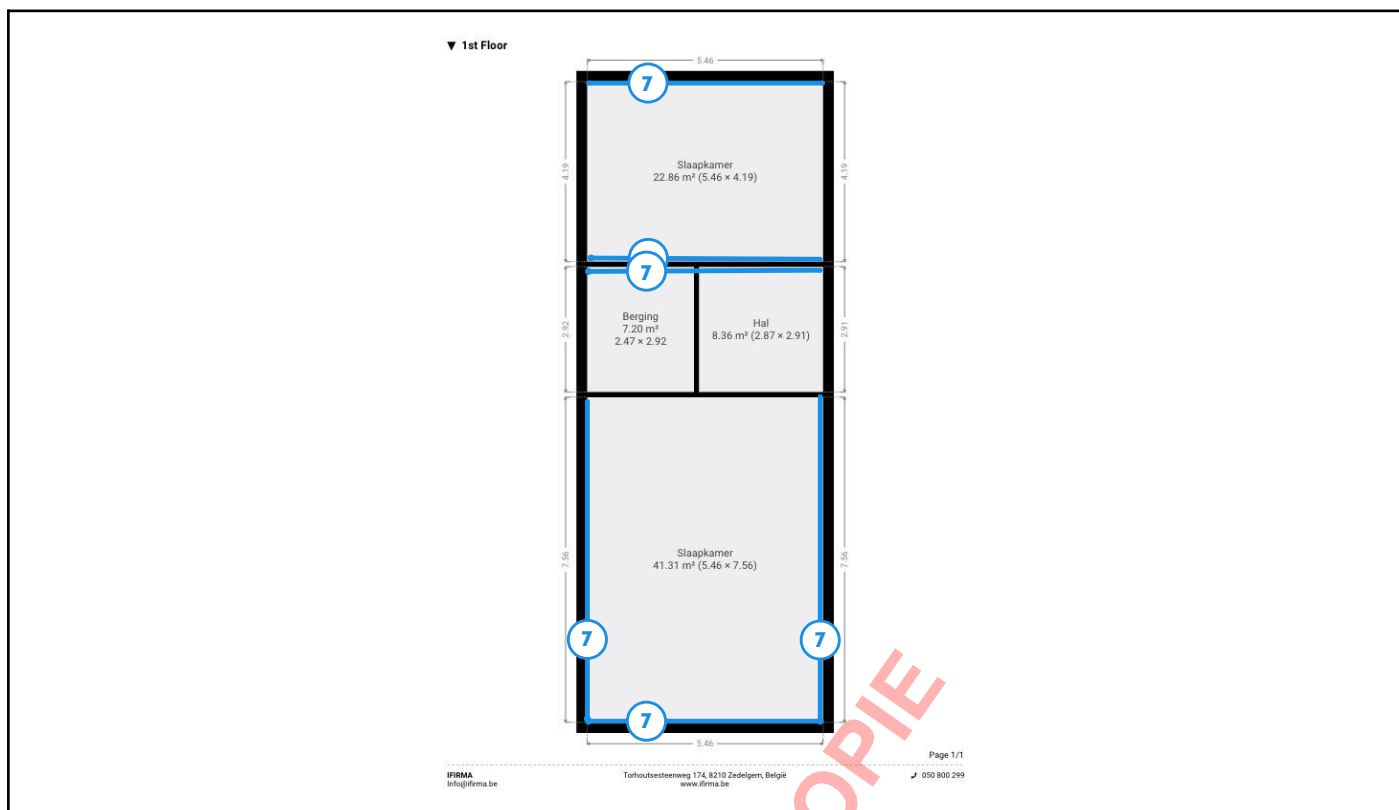 ▼ 1st Floor
5.46
7
4.19
Slaapkamer
22.86 m² (5.46 × 4.19)
4.19
7
2.92
Berging
7.20 m²
2.47 × 2.92
Hal
8.36 m² (2.87 × 2.91)
2.91
7.56
Slaapkamer
41.31 m² (5.46 × 7.56)
7.56
7
7
7
5.46
OPIE
Page 1/1
IFIRMA
Info@ifirma.be
Torhoutsesteenweg 174, 8210 Zedelgem, België
www.ifirma.be
050 800 299